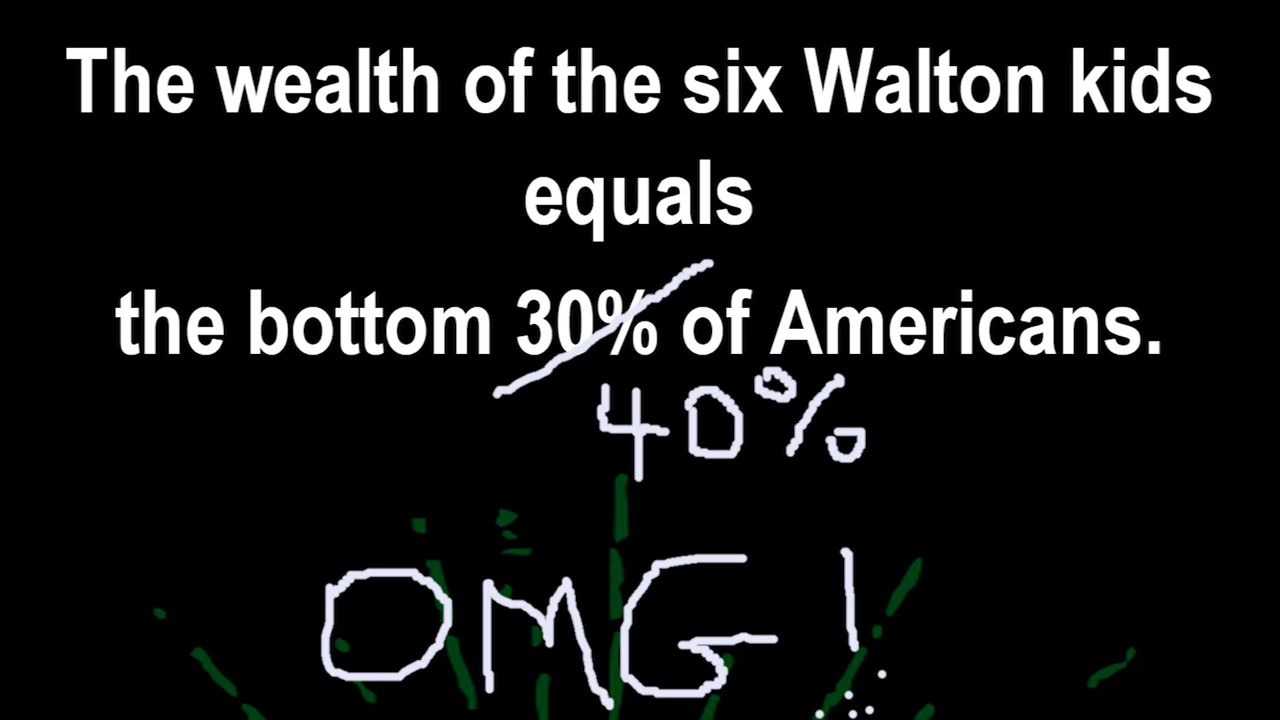 The wealth of the six Walton kids
equals
the bottom 30% of Americans.
40%
OMG!